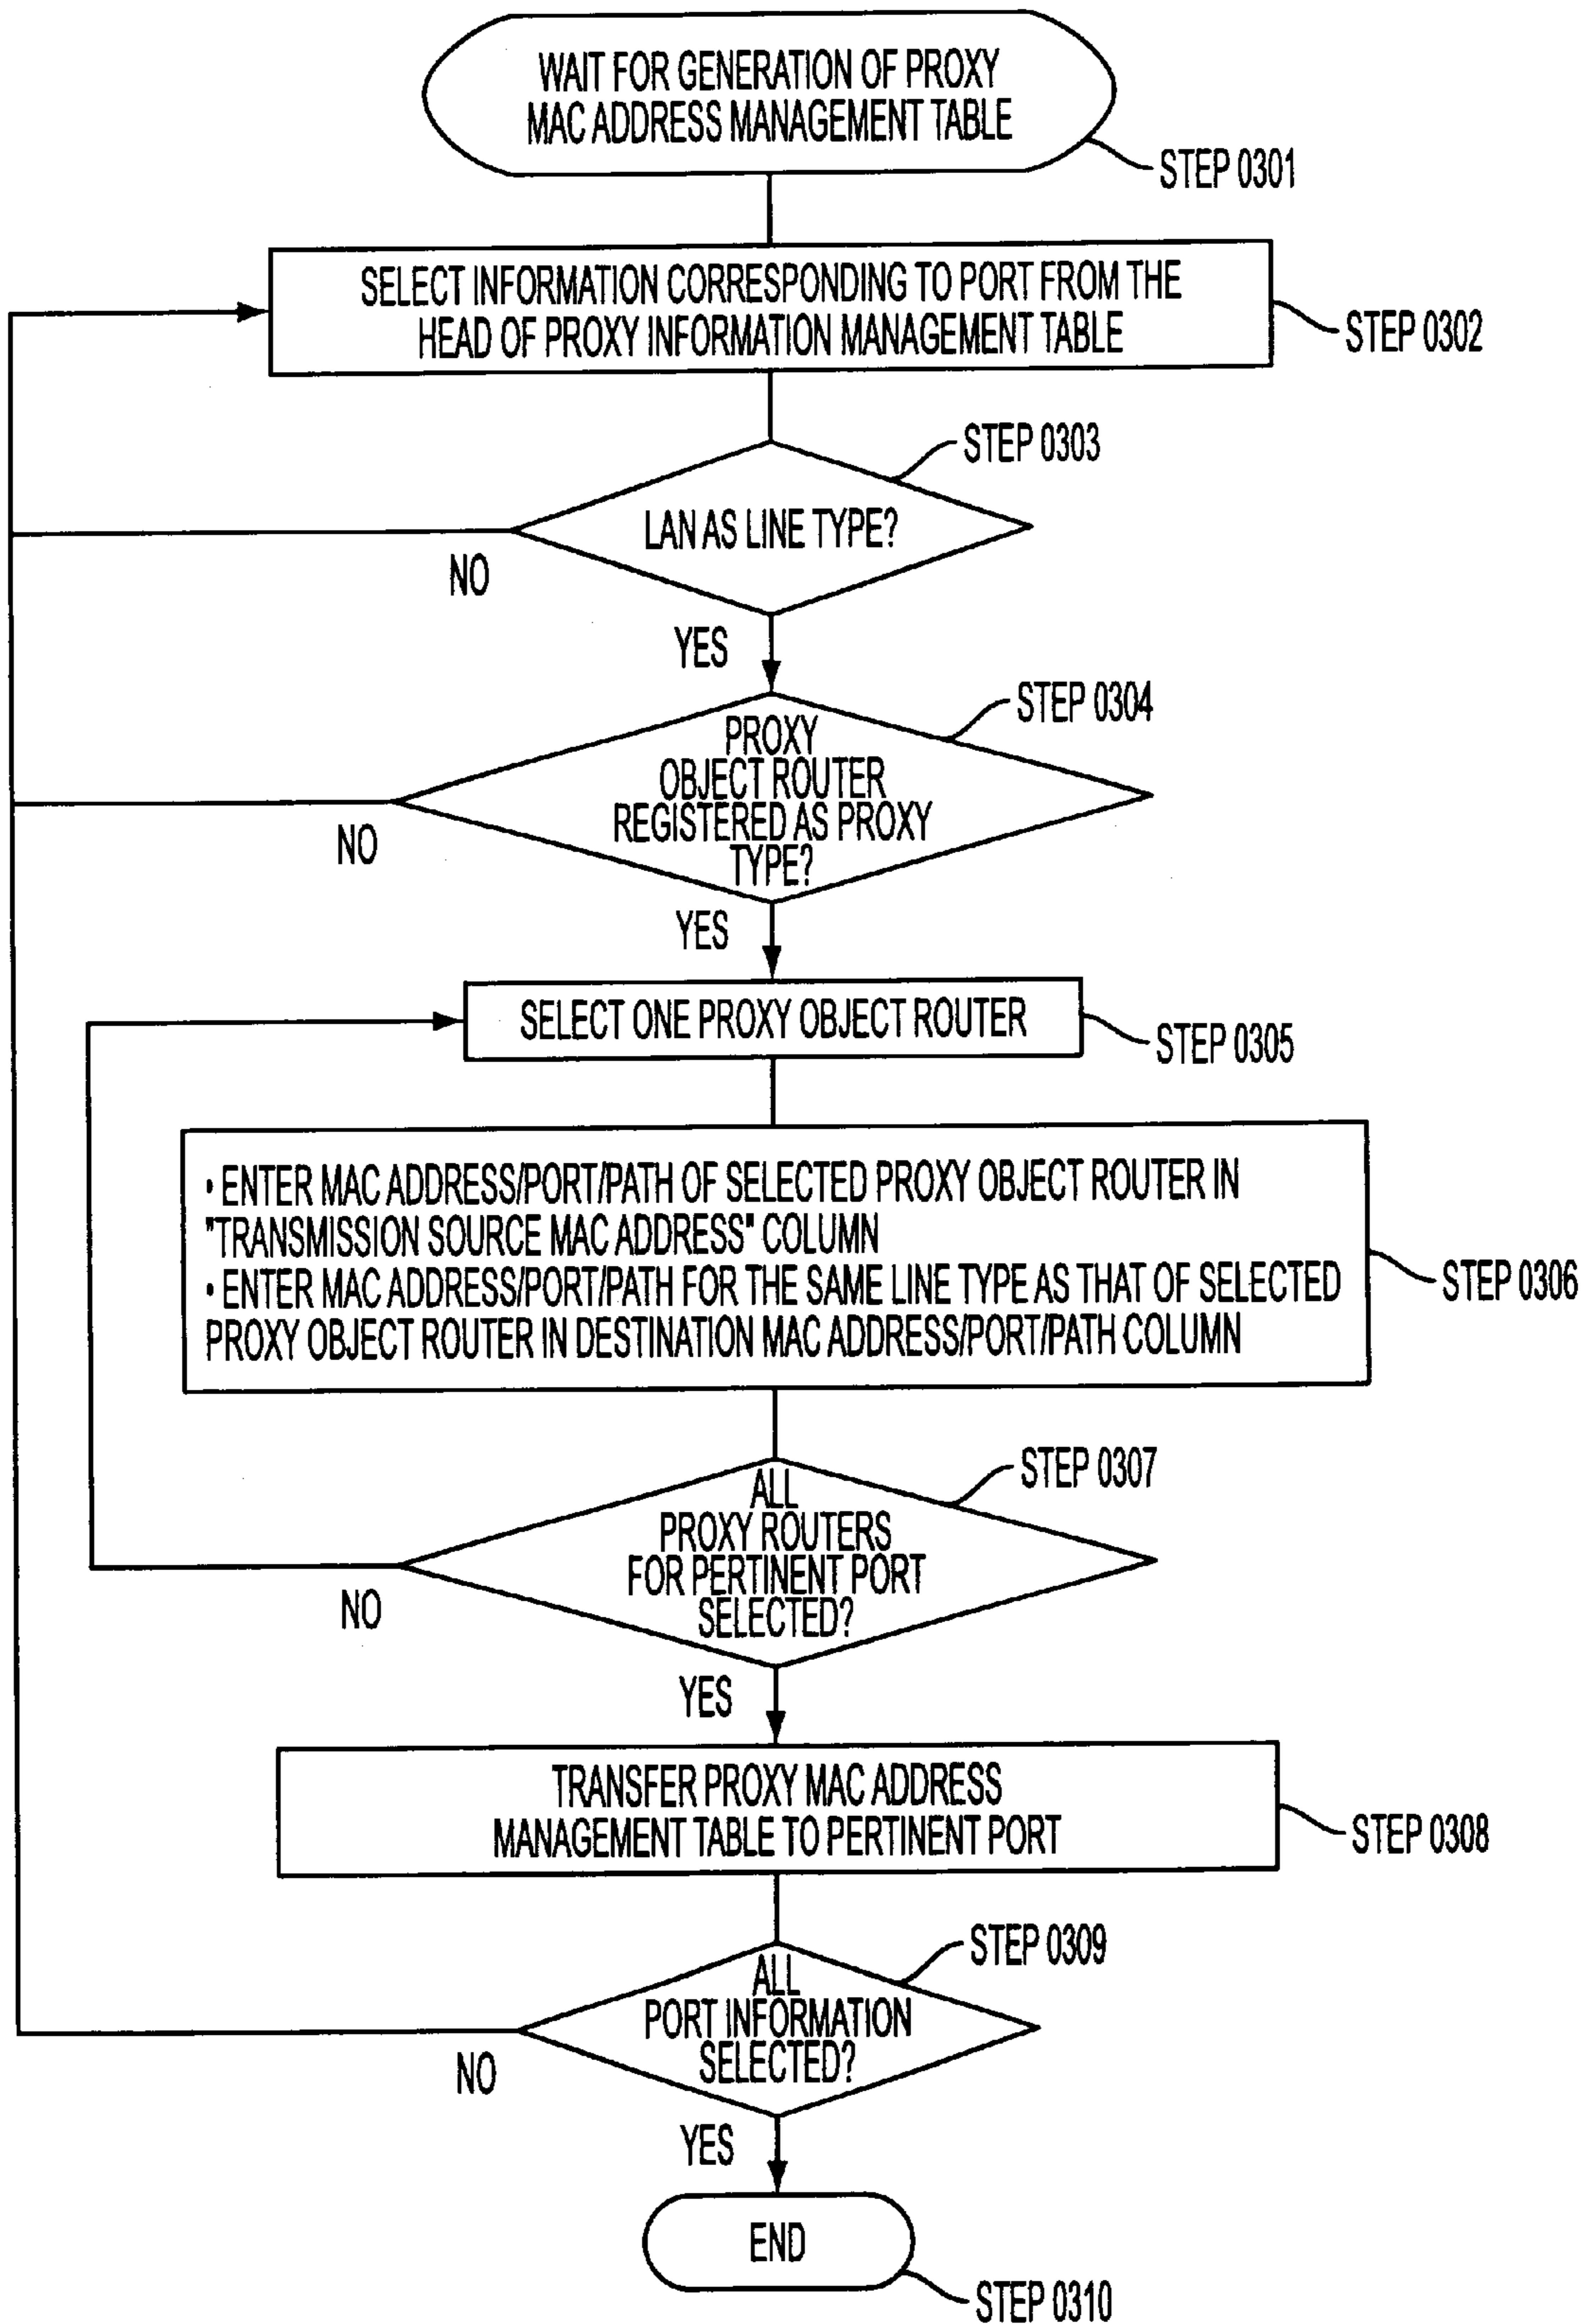 WAIT FOR GENERATION OF PROXY
MAC ADDRESS MANAGEMENT TABLE
STEP 0301
SELECT INFORMATION CORRESPONDING TO PORT FROM THE
HEAD OF PROXY INFORMATION MANAGEMENT TABLE
STEP 0302
STEP 0303
LAN AS LINE TYPE?
NO
YES
STEP 0304
PROXY
OBJECT ROUTER
REGISTERED AS PROXY
TYPE?
NO
YES
SELECT ONE PROXY OBJECT ROUTER
STEP 0305
• ENTER MAC ADDRESS/PORT/PATH OF SELECTED PROXY OBJECT ROUTER IN
"TRANSMISSION SOURCE MAC ADDRESS" COLUMN
• ENTER MAC ADDRESS/PORT/PATH FOR THE SAME LINE TYPE AS THAT OF SELECTED
PROXY OBJECT ROUTER IN DESTINATION MAC ADDRESS/PORT/PATH COLUMN
STEP 0306
STEP 0307
ALL
PROXY ROUTERS
FOR PERTINENT PORT
SELECTED?
NO
YES
TRANSFER PROXY MAC ADDRESS
MANAGEMENT TABLE TO PERTINENT PORT
STEP 0308
STEP 0309
ALL
PORT INFORMATION
SELECTED?
NO
YES
END
STEP 0310